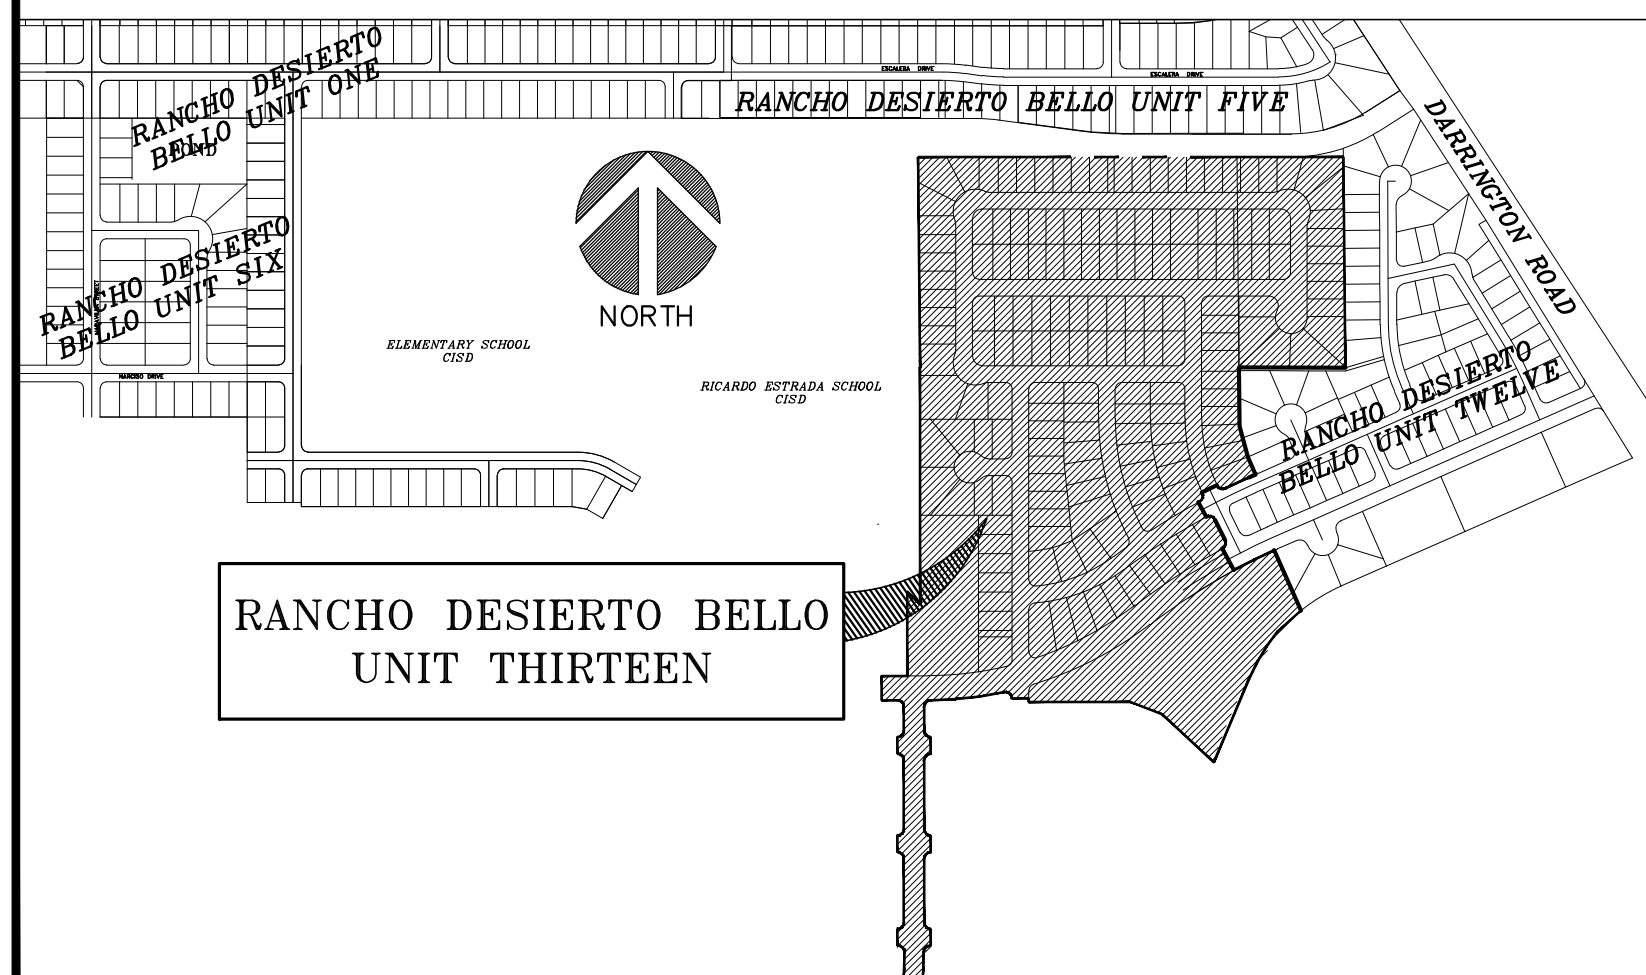 RANCHO DESIERTO
BELLO UNIT ONE
POND
ESCALERA DRIVE
ESCALERA DRIVE
RANCHO DESIERTO BELLO UNIT FIVE
DARRINGTON ROAD
RANCHO DESIERTO
BELLO UNIT SIX
STREET
NARCISO DRIVE
NORTH
ELEMENTARY SCHOOL
CISD
RICARDO ESTRADA SCHOOL
CISD
RANCHO DESIERTO
BELLO UNIT TWELVE
RANCHO DESIERTO BELLO
UNIT THIRTEEN